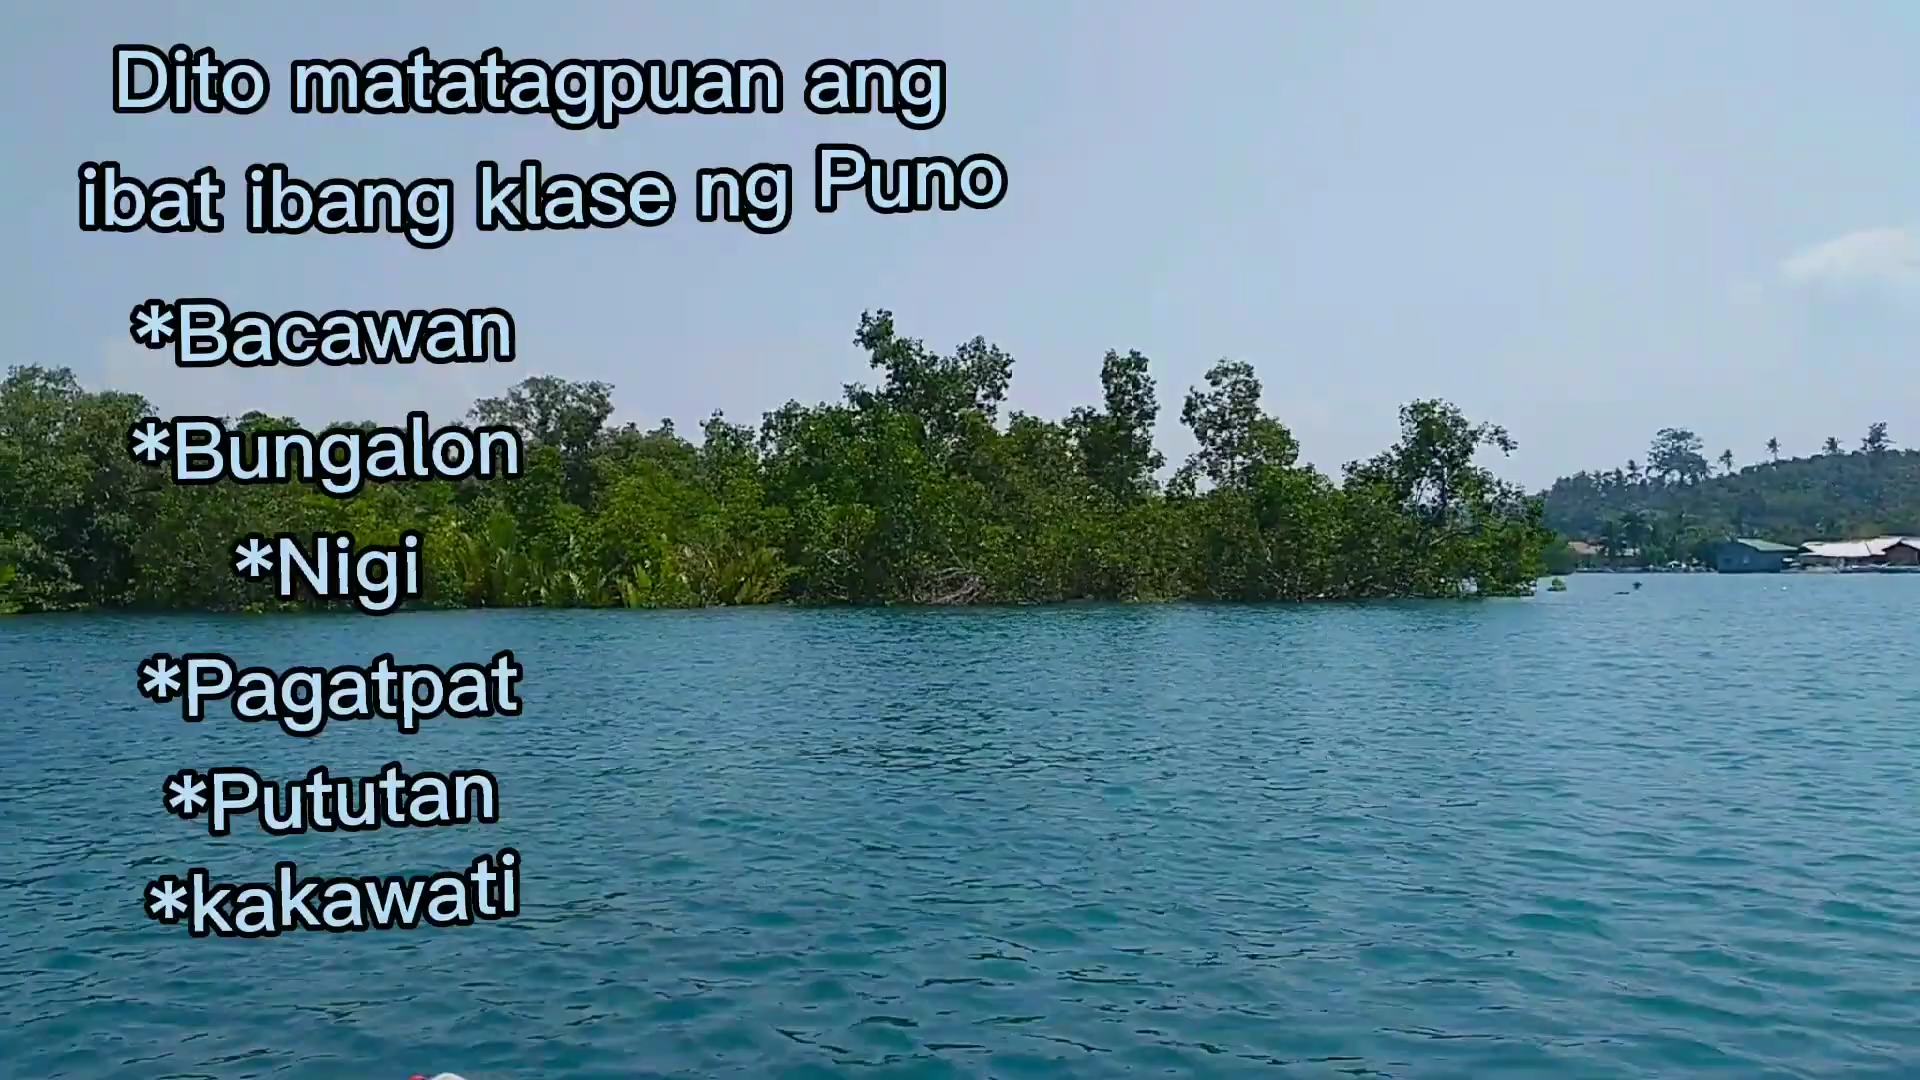 Dito matatagpuan ang
ibat ibang klase ng Puno
*Bacawan
*Bungalon
*Nigi
*Pagatpat
*Pututan
*kakawati